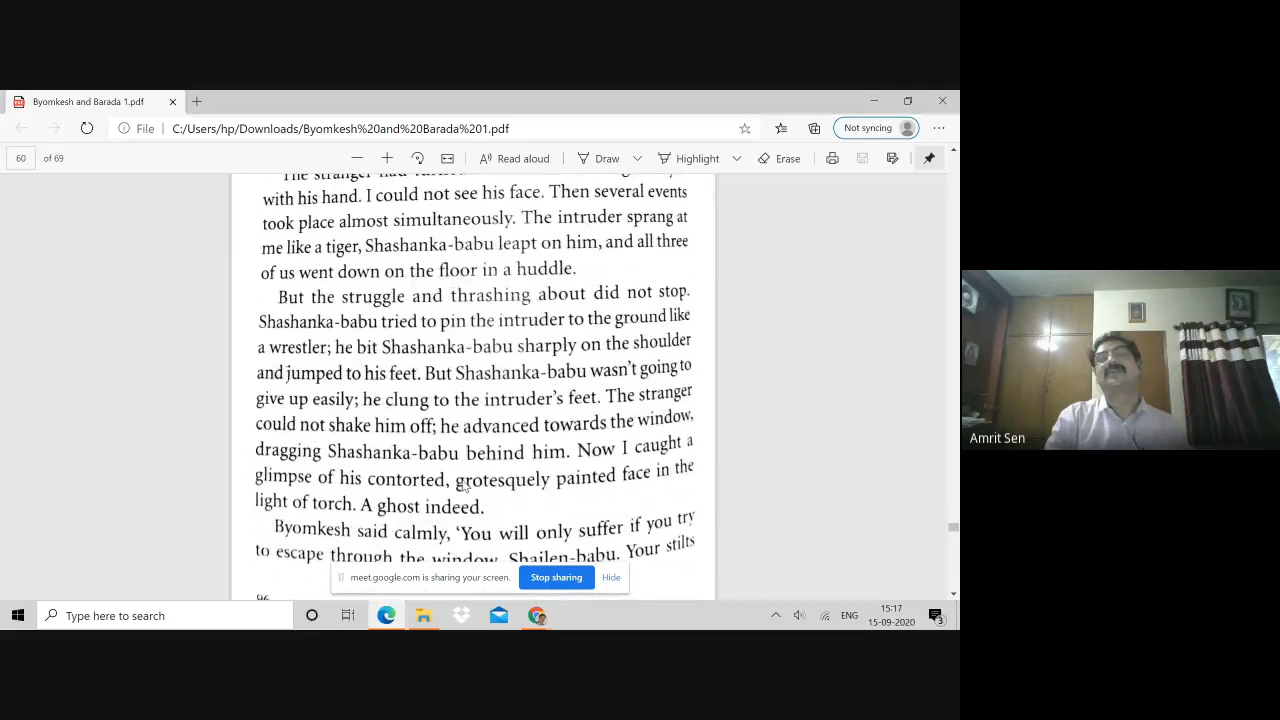 Byomkesh and Barada 1.pdf
File C:/Users/hp/Downloads/Byomkesh%20and%20Barada%201.pdf
Not syncing
60 of 69
Read aloud
Draw
Highlight
Erase
The stranger had
with his hand. I could not see his face. Then several events
took place almost simultaneously. The intruder sprang at
me like a tiger, Shashanka-babu leapt on him, and all three
of us went down on the floor in a huddle.
But the struggle and thrashing about did not stop.
Shashanka-babu tried to pin the intruder to the ground like
a wrestler; he bit Shashanka-babu sharply on the shoulder
and jumped to his feet. But Shashanka-babu wasn't going to
give up easily; he clung to the intruder's feet. The stranger
could not shake him off; he advanced towards the window,
dragging Shashanka-babu behind him. Now I caught a
glimpse of his contorted, grotesquely painted face in the
light of torch. A ghost indeed.
Byomkesh said calmly, 'You will only suffer if you try
to escape through the window, Shailen-babu. Your stilts
96
meet.google.com is sharing your screen.
Stop sharing
Hide
Amrit Sen
Type here to search
ENG
15:17
15-09-2020
3